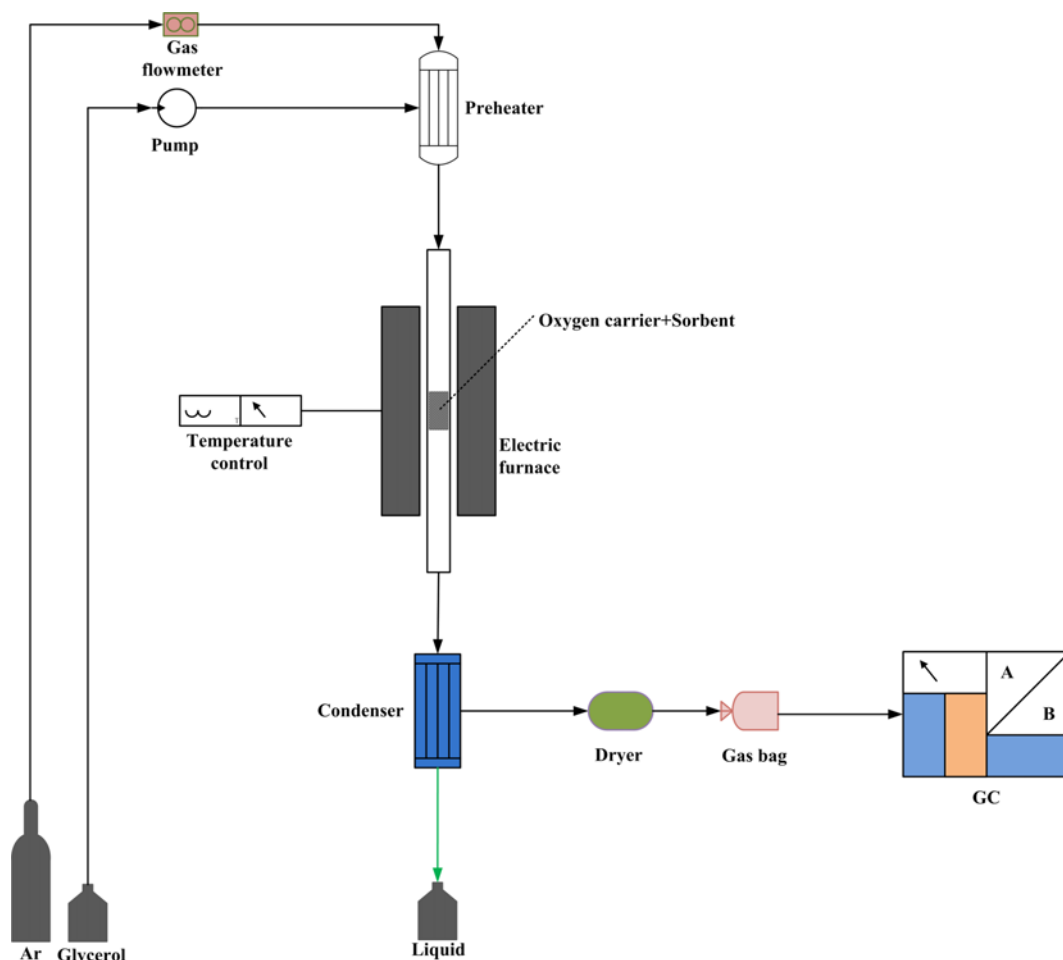 Gas
flowmeter
Preheater
Pump
Oxygen carrier+Sorbent
Temperature
control
T
Electric
furnace
Condenser
Dryer
Gas bag
A
B
GC
Ar
Glycerol
Liquid